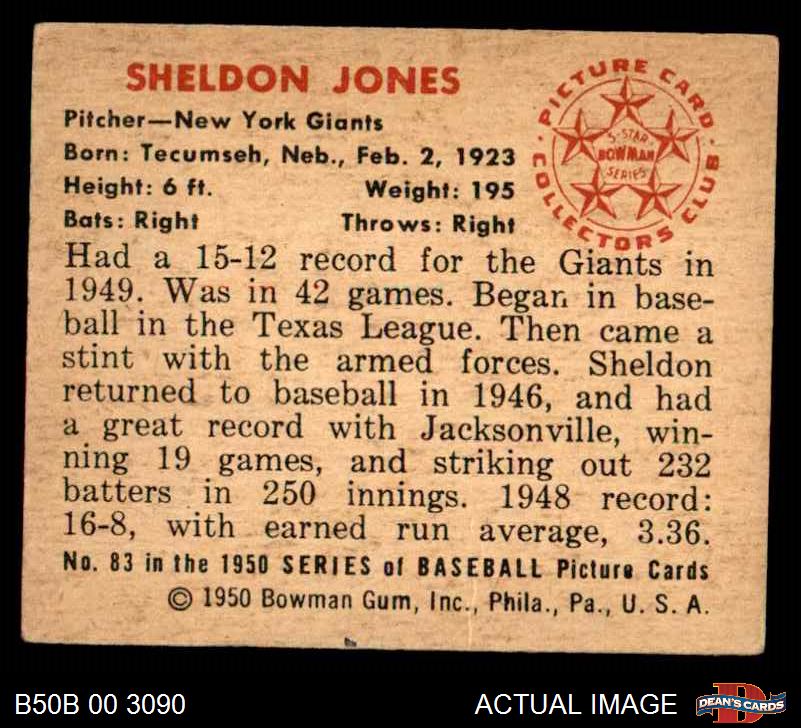 SHELDON JONES
Pitcher—New York Giants
Born: Tecumseh, Neb., Feb. 2, 1923
Height: 6 ft. Weight: 195
Bats: Right Throws: Right
PICTURE CARD
COLLECTORS CLUB
5-STAR
BOWMAN
SERIES
Had a 15-12 record for the Giants in
1949. Was in 42 games. Began in base-
ball in the Texas League. Then came a
stint with the armed forces. Sheldon
returned to baseball in 1946, and had
a great record with Jacksonville, win-
ning 19 games, and striking out 232
batters in 250 innings. 1948 record:
16-8, with earned run average, 3.36.
No. 83 in the 1950 SERIES of BASEBALL Picture Cards
© 1950 Bowman Gum, Inc., Phila., Pa., U. S. A.
B50B 00 3090
ACTUAL IMAGE
D
DEAN'S CARDS